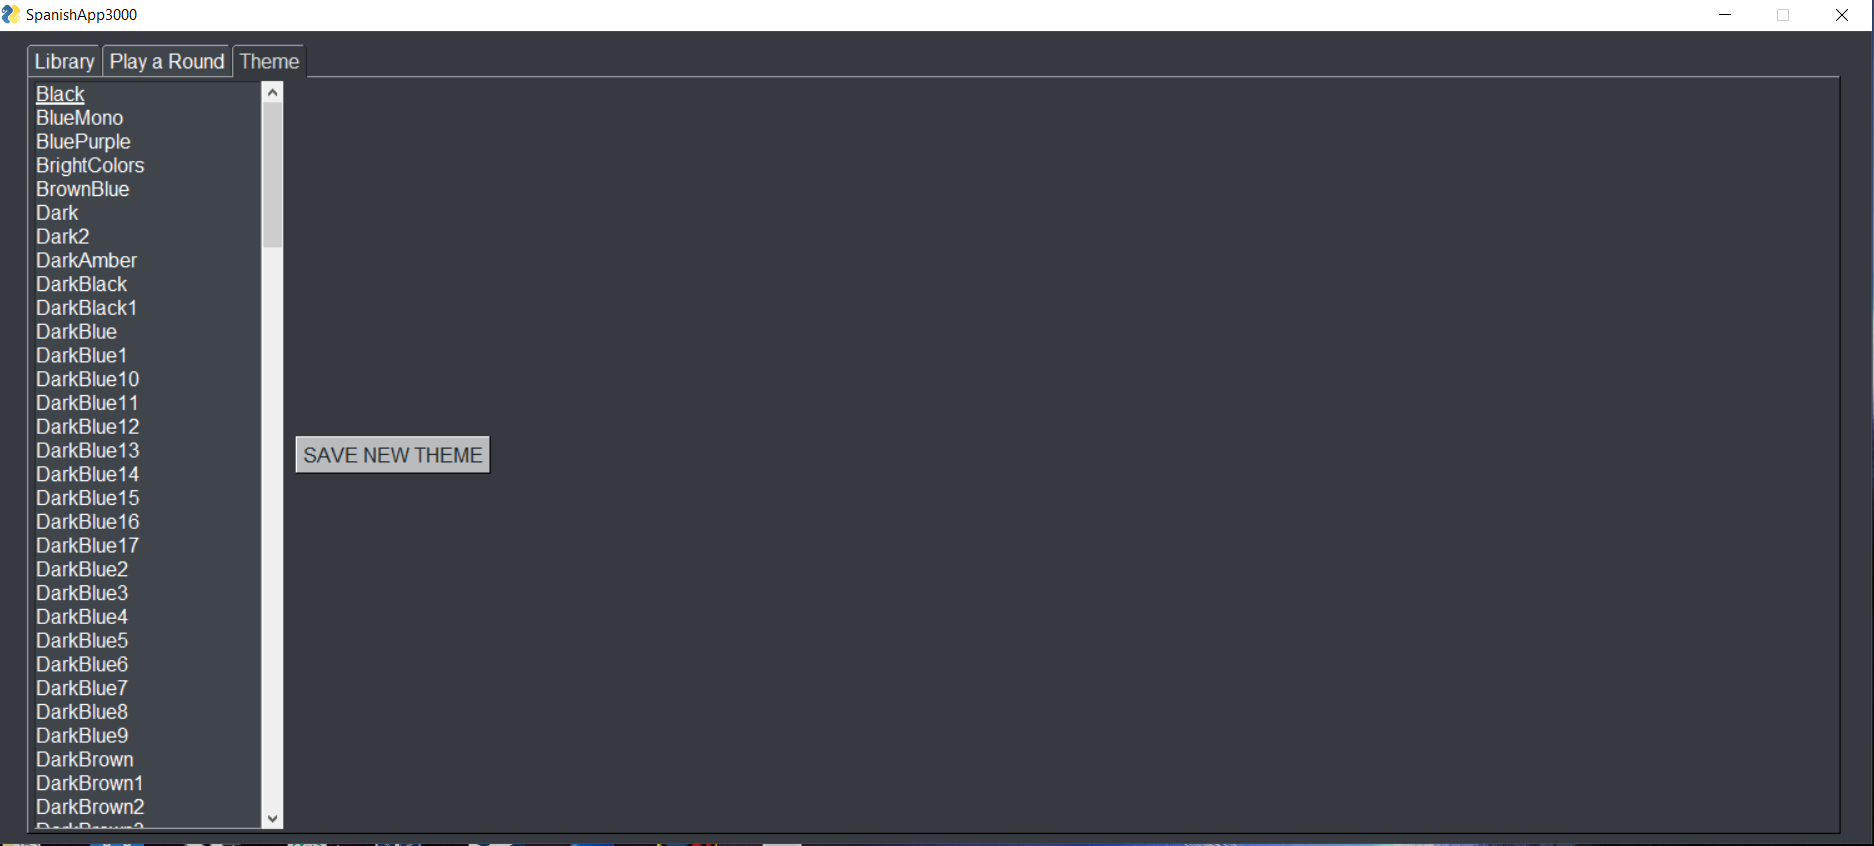 SpanishApp3000
Library Play a Round Theme
Black
BlueMono
BluePurple
BrightColors
BrownBlue
Dark
Dark2
DarkAmber
DarkBlack
DarkBlack1
DarkBlue
DarkBlue1
DarkBlue10
DarkBlue11
DarkBlue12
DarkBlue13
DarkBlue14
DarkBlue15
DarkBlue16
DarkBlue17
DarkBlue2
DarkBlue3
DarkBlue4
DarkBlue5
DarkBlue6
DarkBlue7
DarkBlue8
DarkBlue9
DarkBrown
DarkBrown1
DarkBrown2
SAVE NEW THEME